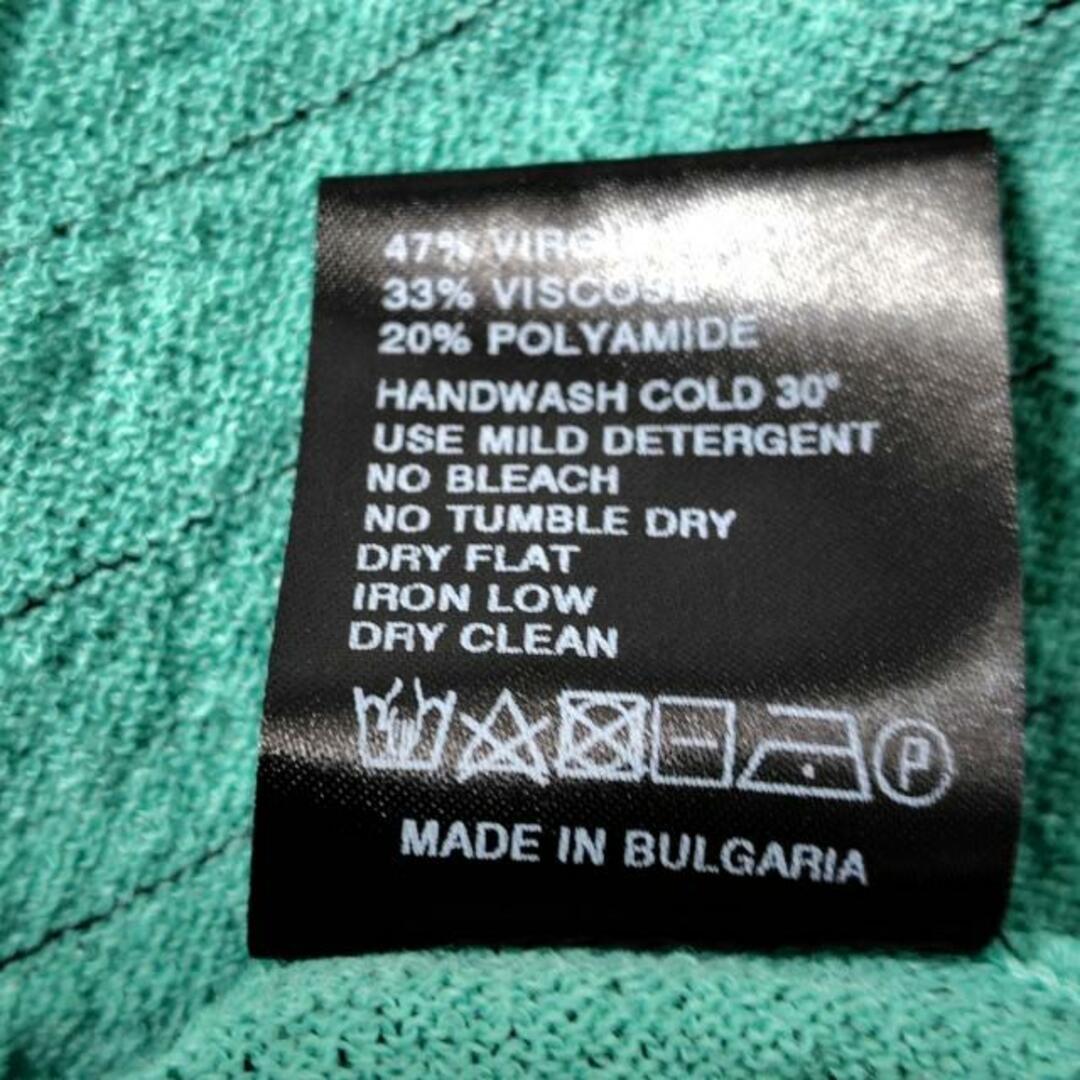 47%
33% VISCOSE
20% POLYAMIDE
HANDWASH COLD 30°
USE MILD DETERGENT
NO BLEACH
NO TUMBLE DRY
DRY FLAT
IRON LOW
DRY CLEAN
P
MADE IN BULGARIA